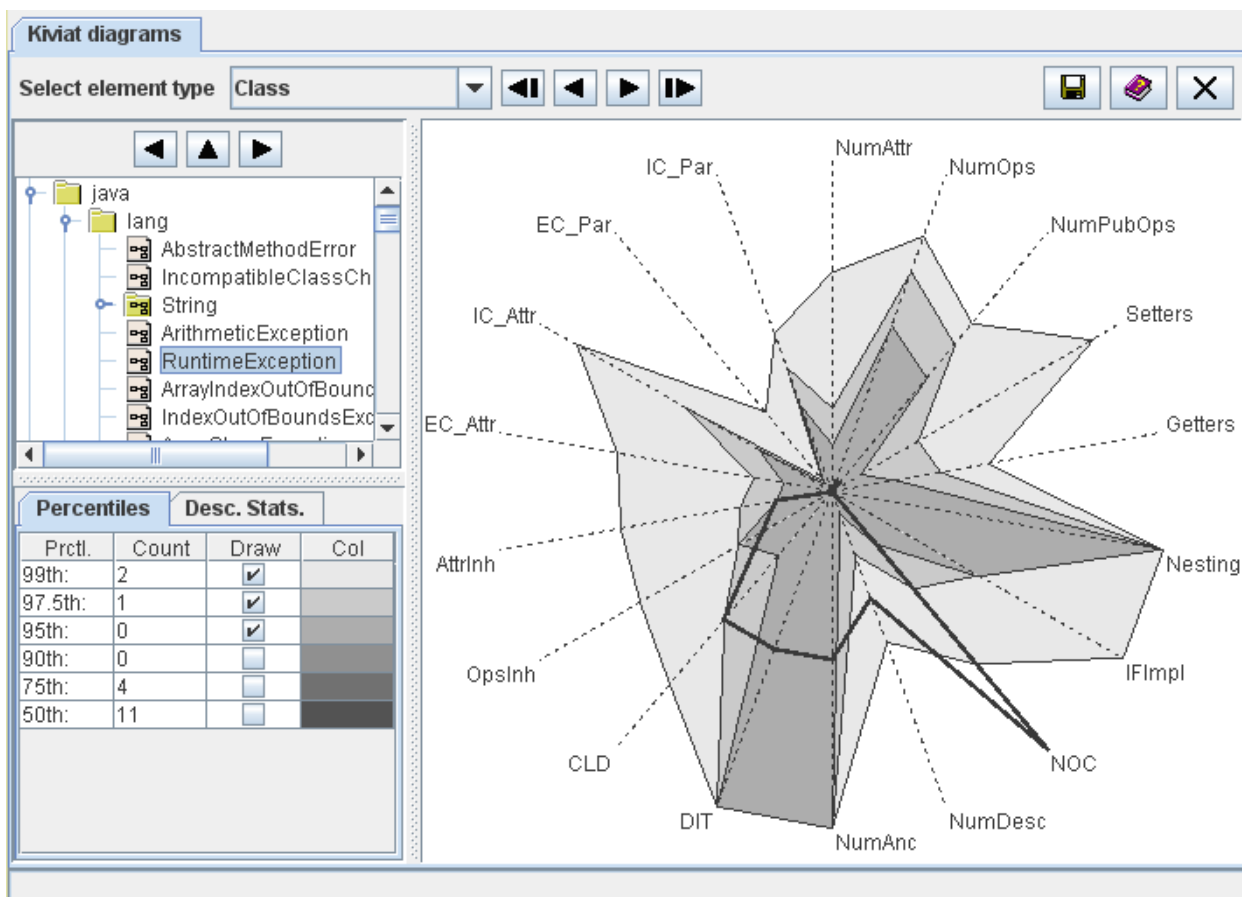 Kiviat diagrams
Select element type Class
java
lang
AbstractMethodError
IncompatibleClassCh
String
ArithmeticException
RuntimeException
ArrayIndexOutOfBounc
IndexOutOfBoundsExc
Percentiles Desc. Stats.
Prctl. Count Draw Col
99th: 2
97.5th: 1
95th: 0
90th: 0
75th: 4
50th: 11
NumAttr
NumOps
NumPubOps
Setters
Getters
Nesting
IFImpl
NOC
NumDesc
NumAnc
DIT
CLD
OpsInh
AttrInh
EC_Attr
IC_Attr
EC_Par
IC_Par